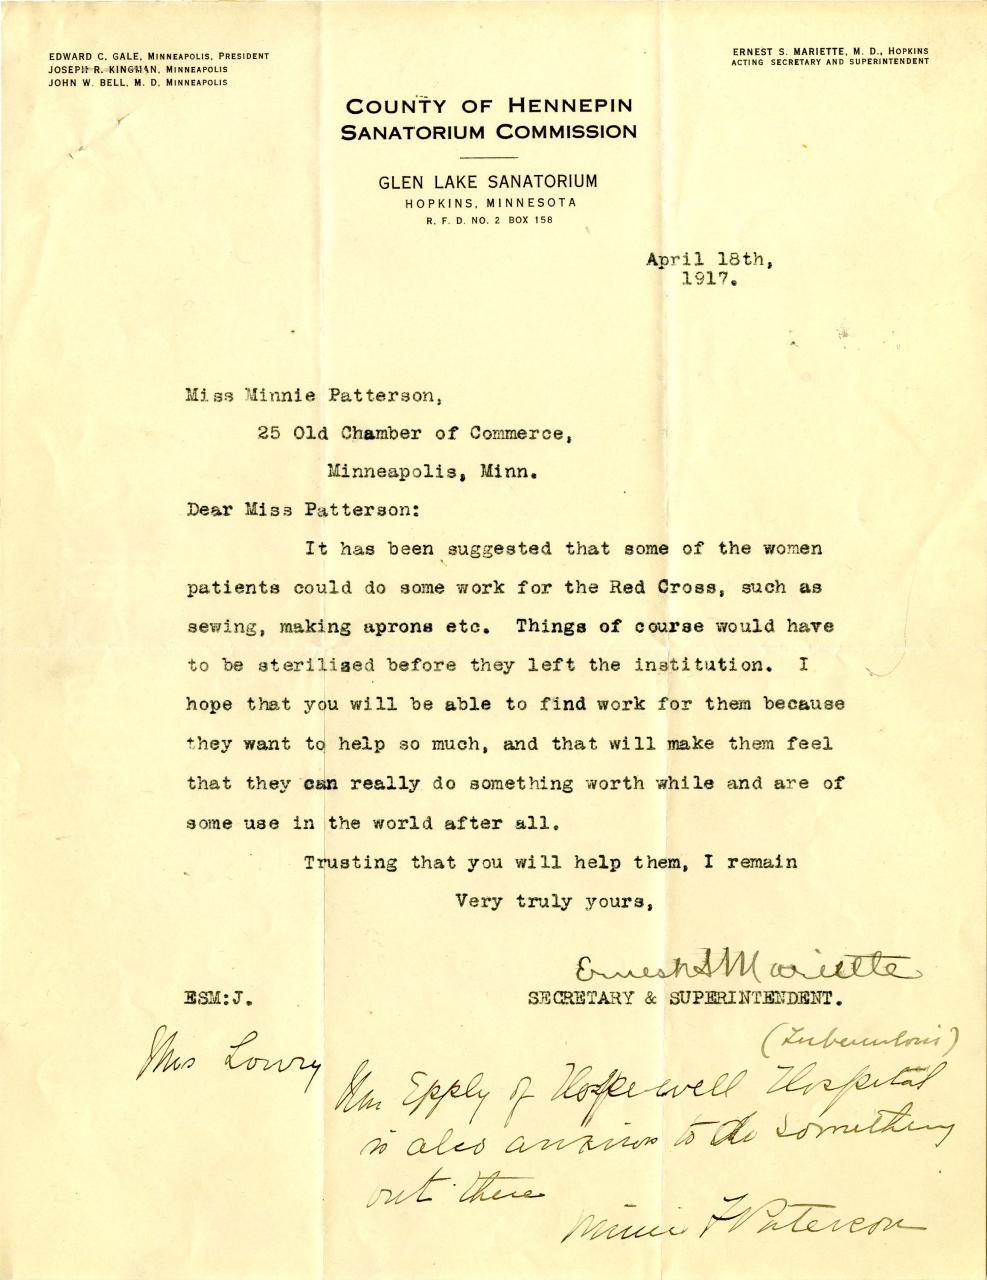 EDWARD C. GALE, MINNEAPOLIS, PRESIDENT
JOSEPH R. KINGMAN, MINNEAPOLIS
JOHN W. BELL, M. D, MINNEAPOLIS
ERNEST S. MARIETTE, M. D., HOPKINS
ACTING SECRETARY AND SUPERINTENDENT
COUNTY OF HENNEPIN
SANATORIUM COMMISSION
GLEN LAKE SANATORIUM
HOPKINS, MINNESOTA
R. F. D. NO. 2 BOX 158
April 18th,
1917.
Miss Minnie Patterson,
25 Old Chamber of Commerce,
Minneapolis, Minn.
Dear Miss Patterson:
It has been suggested that some of the women
patients could do some work for the Red Cross, such as
sewing, making aprons etc. Things of course would have
to be sterilised before they left the institution. I
hope that you will be able to find work for them because
they want to help so much, and that will make them feel
that they can really do something worth while and are of
some use in the world after all.
Trusting that you will help them, I remain
Very truly yours,
Ernest S Mariette
ESM:J.
SECRETARY & SUPERINTENDENT.
Mrs Lowry
(Tuberculosis)
Epply of Hopewell Hospital
is also anxious to do something
out there
Minnie F Paterson